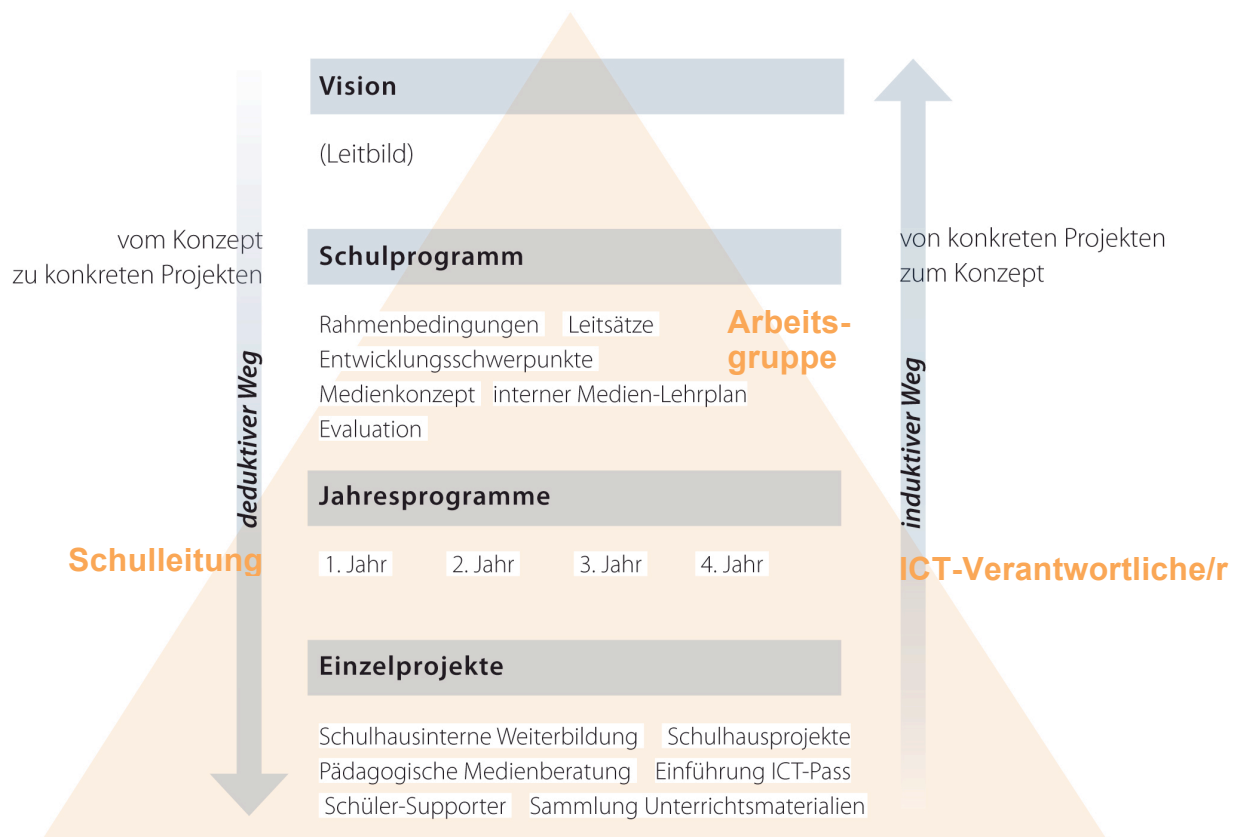 Vision
(Leitbild)
vom Konzept
zu konkreten Projekten
von konkreten Projekten
zum Konzept
Schulprogramm
Rahmenbedingungen Leitsätze
Entwicklungsschwerpunkte
Medienkonzept interner Medien-Lehrplan
Evaluation
Arbeits-
gruppe
deduktiver Weg
induktiver Weg
Jahresprogramme
Schulleitung
1. Jahr 2. Jahr 3. Jahr 4. Jahr
ICT-Verantwortliche/r
Einzelprojekte
Schulhausinterne Weiterbildung Schulhausprojekte
Pädagogische Medienberatung Einführung ICT-Pass
Schüler-Supporter Sammlung Unterrichtsmaterialien